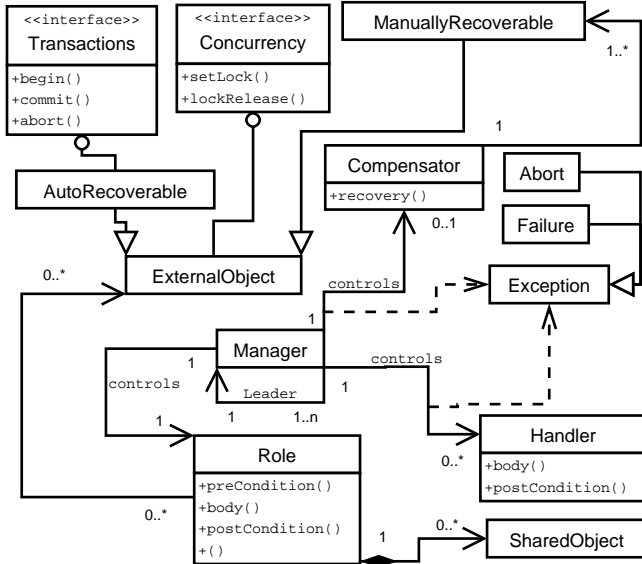 <<interface>>
Transactions
+begin()
+commit()
+abort()
<<interface>>
Concurrency
+setLock()
+lockRelease()
ManuallyRecoverable
1..*
1
Compensator
+recovery()
0..1
Abort
Failure
AutoRecoverable
ExternalObject
0..*
Exception
controls
1
Manager
1
controls
controls
Leader
1
1
1..n
1
Role
+preCondition()
+body()
+postCondition()
+()
0..*
Handler
+body()
+postCondition()
0..*
1
0..*
SharedObject